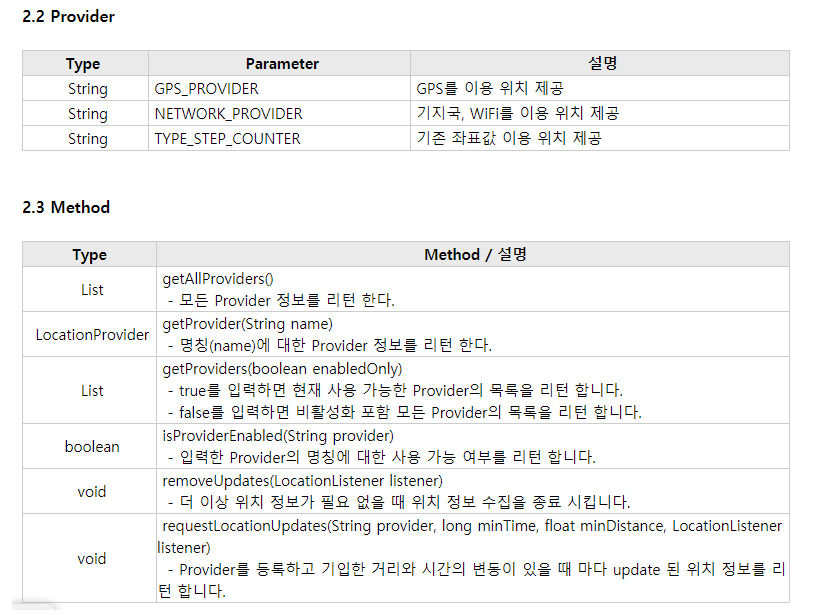 2.2 Provider
Type Parameter 설명
String GPS_PROVIDER GPS를 이용 위치 제공
String NETWORK_PROVIDER 기지국, WiFi를 이용 위치 제공
String TYPE_STEP_COUNTER 기존 좌표값 이용 위치 제공
2.3 Method
Type Method / 설명
List getAllProviders()
- 모든 Provider 정보를 리턴 한다.
LocationProvider getProvider(String name)
- 명칭(name)에 대한 Provider 정보를 리턴 한다.
List getProviders(boolean enabledOnly)
- true를 입력하면 현재 사용 가능한 Provider의 목록을 리턴 합니다.
- false를 입력하면 비활성화 포함 모든 Provider의 목록을 리턴 합니다.
boolean isProviderEnabled(String provider)
- 입력한 Provider의 명칭에 대한 사용 가능 여부를 리턴 합니다.
void removeUpdates(LocationListener listener)
- 더 이상 위치 정보가 필요 없을 때 위치 정보 수집을 종료 시킵니다.
void requestLocationUpdates(String provider, long minTime, float minDistance, LocationListener
listener)
- Provider를 등록하고 기입한 거리와 시간의 변동이 있을 때 마다 update 된 위치 정보를 리
턴 합니다.